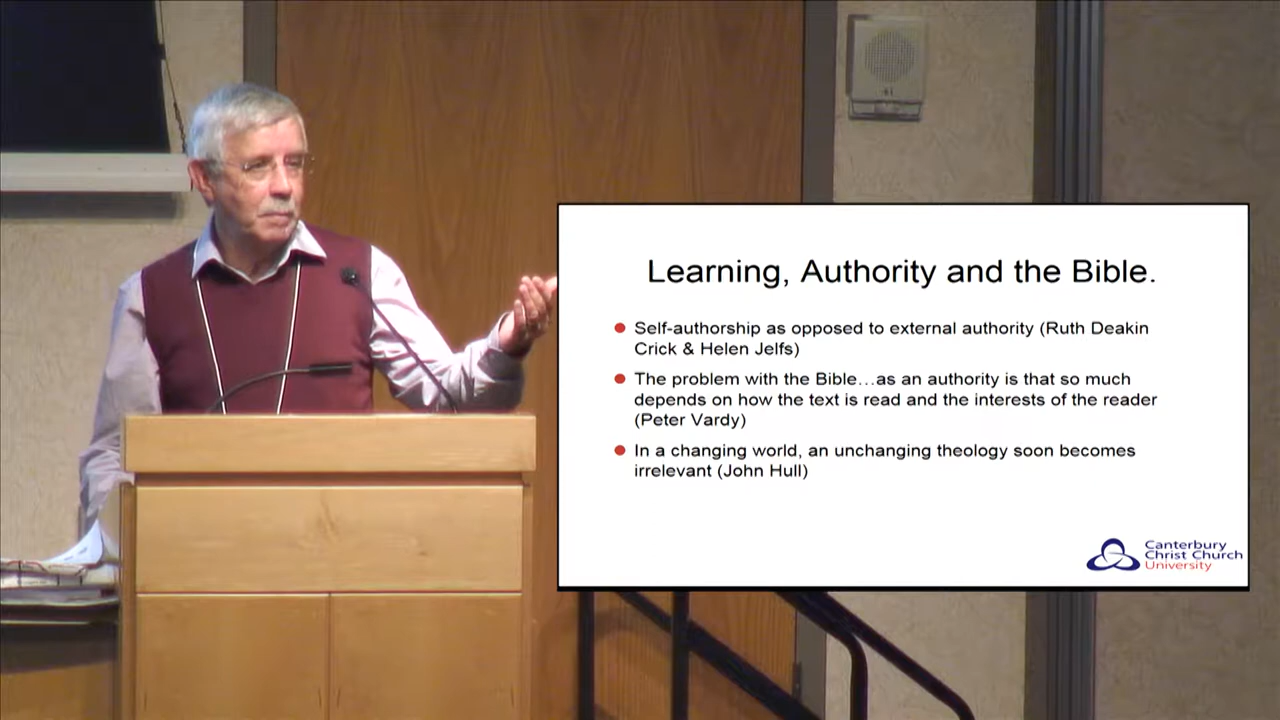 Learning, Authority and the Bible.
Self-authorship as opposed to external authority (Ruth Deakin
Crick & Helen Jelfs)
The problem with the Bible…as an authority is that so much
depends on how the text is read and the interests of the reader
(Peter Vardy)
In a changing world, an unchanging theology soon becomes
irrelevant (John Hull)
Canterbury
Christ Church
University